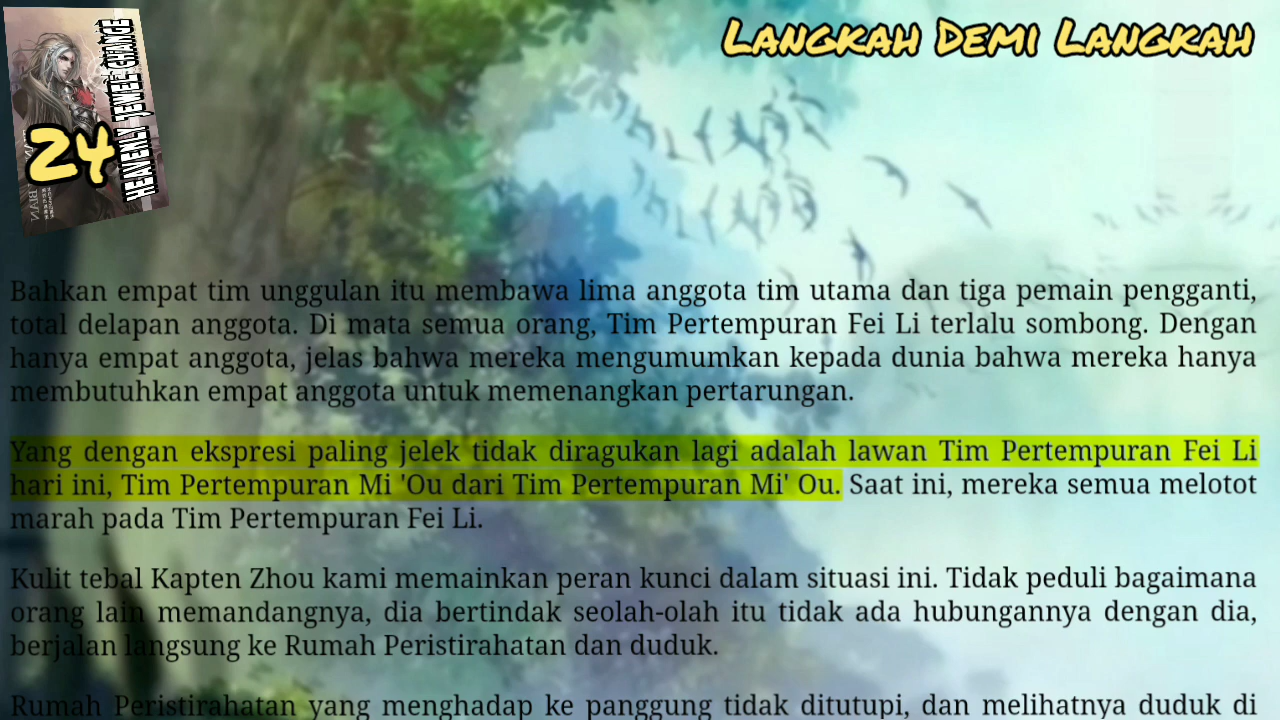 Langkah Demi Langkah
HEAVENLY JEWEL CHANGE
24
Bahkan empat tim unggulan itu membawa lima anggota tim utama dan tiga pemain pengganti,
total delapan anggota. Di mata semua orang, Tim Pertempuran Fei Li terlalu sombong. Dengan
hanya empat anggota, jelas bahwa mereka mengumumkan kepada dunia bahwa mereka hanya
membutuhkan empat anggota untuk memenangkan pertarungan.
Yang dengan ekspresi paling jelek tidak diragukan lagi adalah lawan Tim Pertempuran Fei Li
hari ini, Tim Pertempuran Mi 'Ou dari Tim Pertempuran Mi' Ou. Saat ini, mereka semua melotot
marah pada Tim Pertempuran Fei Li.
Kulit tebal Kapten Zhou kami memainkan peran kunci dalam situasi ini. Tidak peduli bagaimana
orang lain memandangnya, dia bertindak seolah-olah itu tidak ada hubungannya dengan dia,
berjalan langsung ke Rumah Peristirahatan dan duduk.
Rumah Peristirahatan yang menghadap ke panggung tidak ditutupi, dan melihatnya duduk di